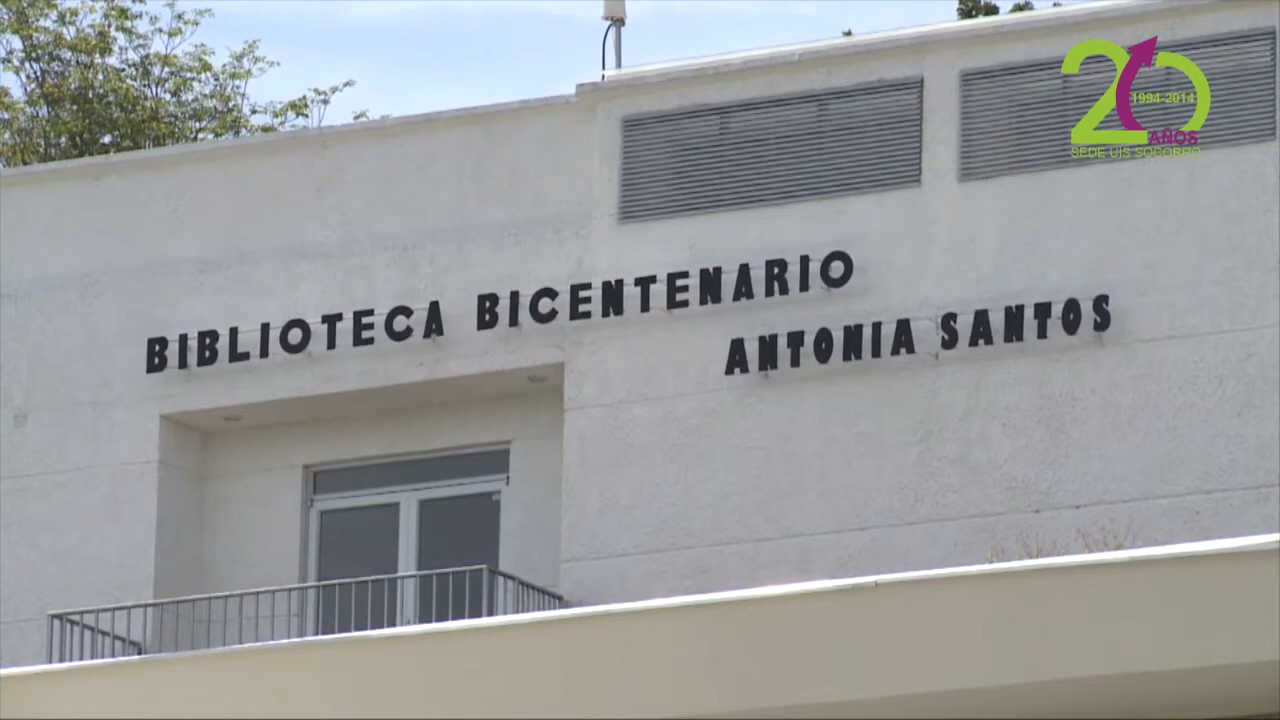 20
1994-2014
AÑOS
SEDE UIS SOCORRO
BIBLIOTECA BICENTENARIO
ANTONIA SANTOS